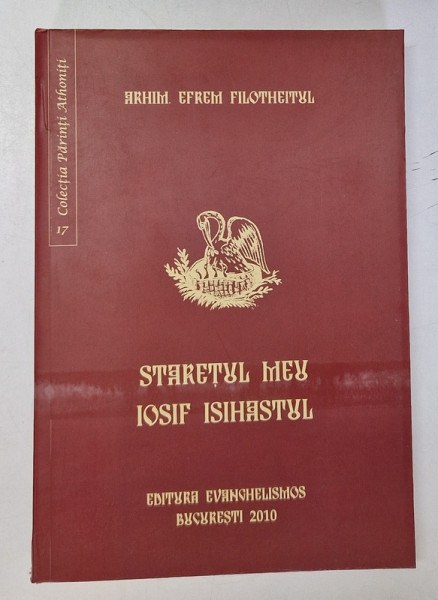 Colecția Părinți Athoniți
17
ARHIM. EFREM FILOTHEITUL
STAREȚUL MEU
IOSIF ISIHASTUL
EDITURA EVANGHELISMOS
BUCUREȘTI 2010